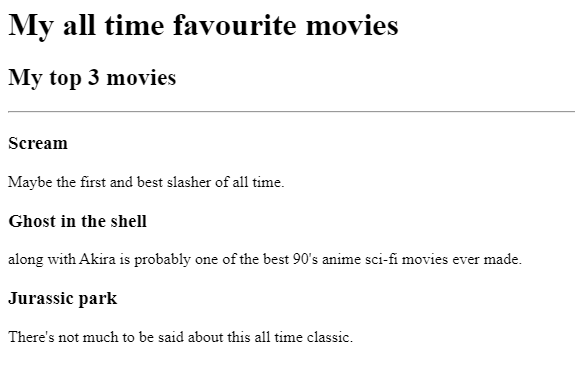 My all time favourite movies
My top 3 movies
Scream
Maybe the first and best slasher of all time.
Ghost in the shell
along with Akira is probably one of the best 90's anime sci-fi movies ever made.
Jurassic park
There's not much to be said about this all time classic.